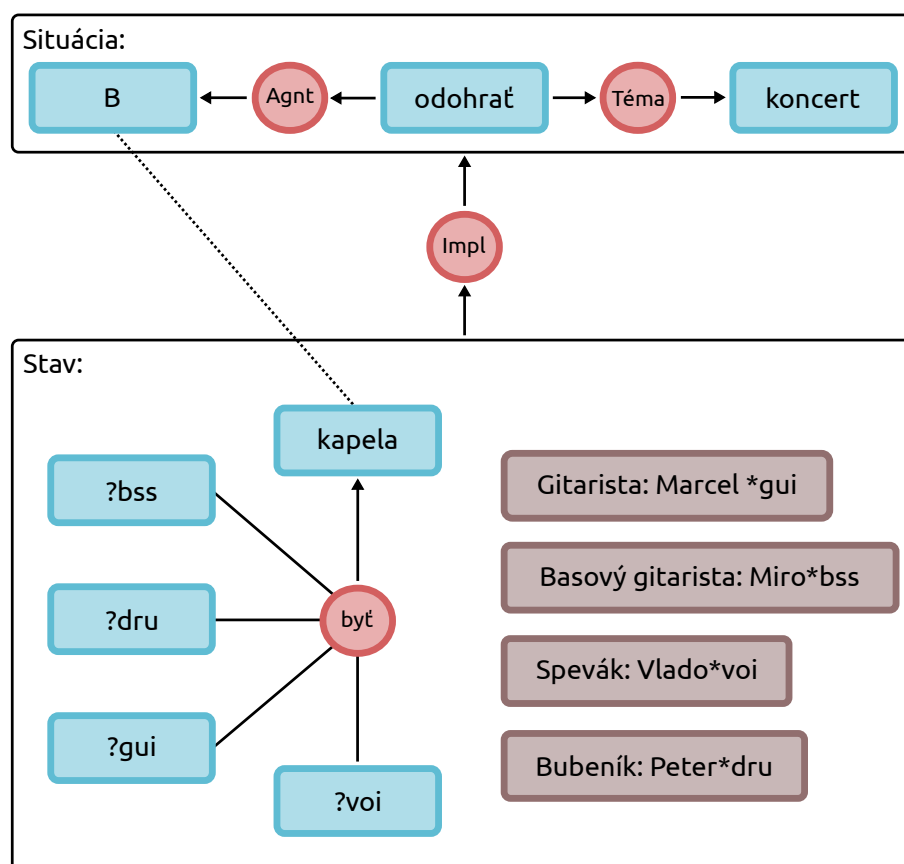 Situácia:
B
Agnt
odohrať
Téma
koncert
Impl
Stav:
kapela
?bss
Gitarista: Marcel *gui
Basový gitarista: Miro*bss
?dru
byť
Spevák: Vlado*voi
?gui
Bubeník: Peter*dru
?voi